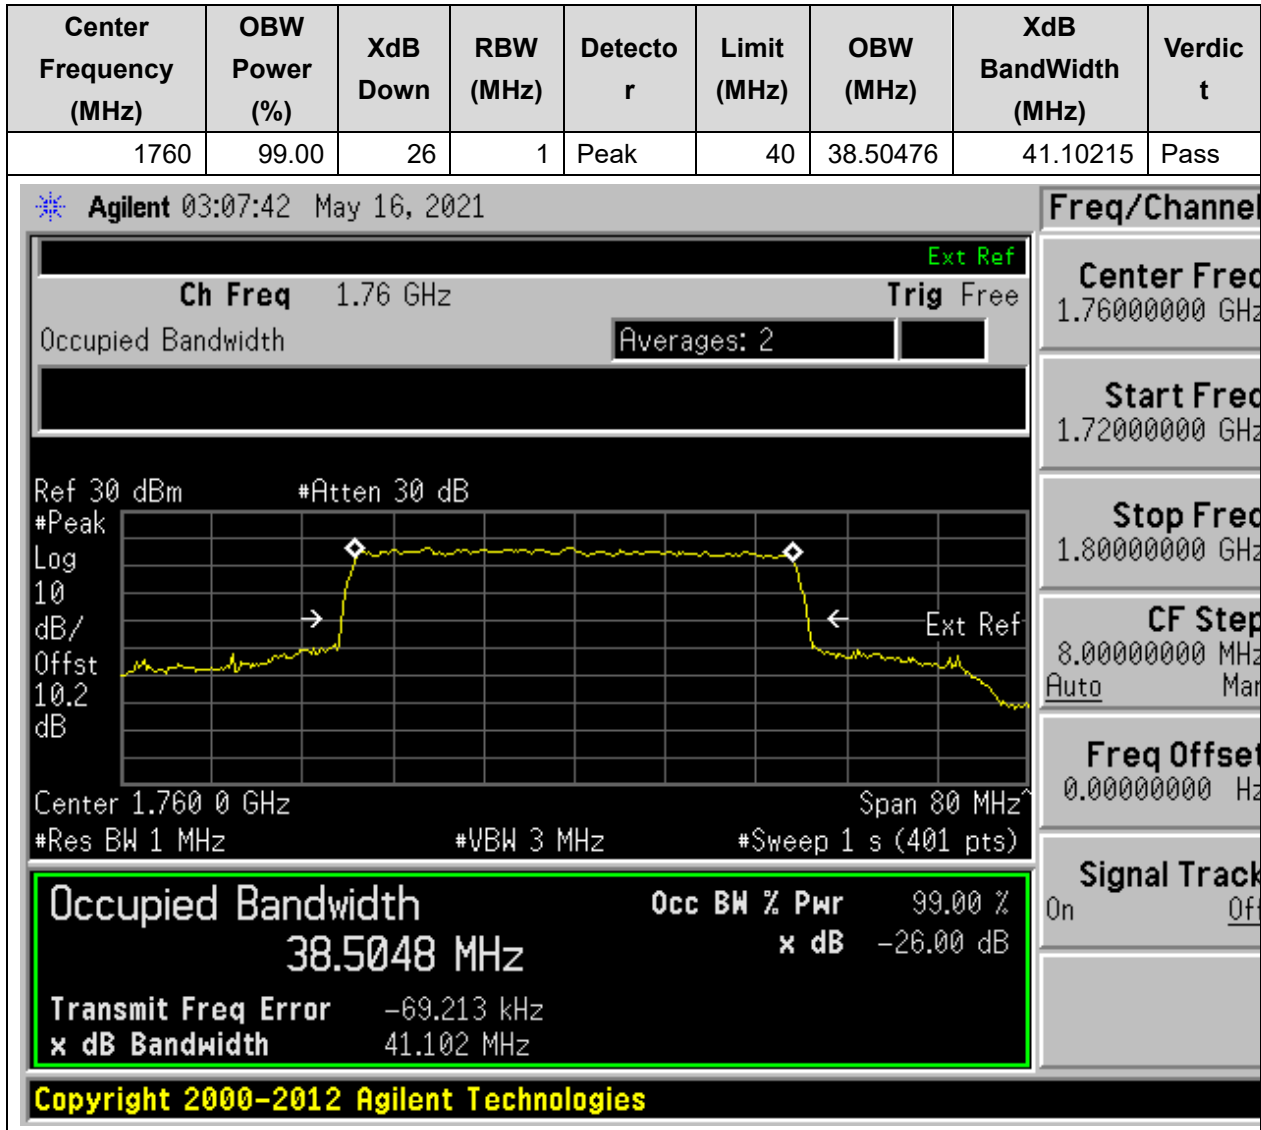 Center Frequency (MHz) OBW Power (%) XdB Down RBW (MHz) Detector Limit (MHz) OBW (MHz) XdB BandWidth (MHz) Verdict
1760 99.00 26 1 Peak 40 38.50476 41.10215 Pass
Agilent 03:07:42 May 16, 2021
Freq/Channel
Ext Ref
Ch Freq 1.76 GHz Trig Free
Occupied Bandwidth Averages: 2
Center Freq
1.76000000 GHz
Start Freq
1.72000000 GHz
Stop Freq
1.80000000 GHz
CF Step
8.00000000 MHz
Auto Man
Freq Offset
0.00000000 Hz
Signal Track
On Off
Ref 30 dBm #Atten 30 dB
#Peak
Log
10
dB/
Offst
10.2
dB
Ext Ref
Center 1.760 0 GHz Span 80 MHz^
#Res BW 1 MHz #VBW 3 MHz #Sweep 1 s (401 pts)
Occupied Bandwidth
38.5048 MHz
Occ BW % Pwr 99.00 %
x dB -26.00 dB
Transmit Freq Error -69.213 kHz
x dB Bandwidth 41.102 MHz
Copyright 2000-2012 Agilent Technologies